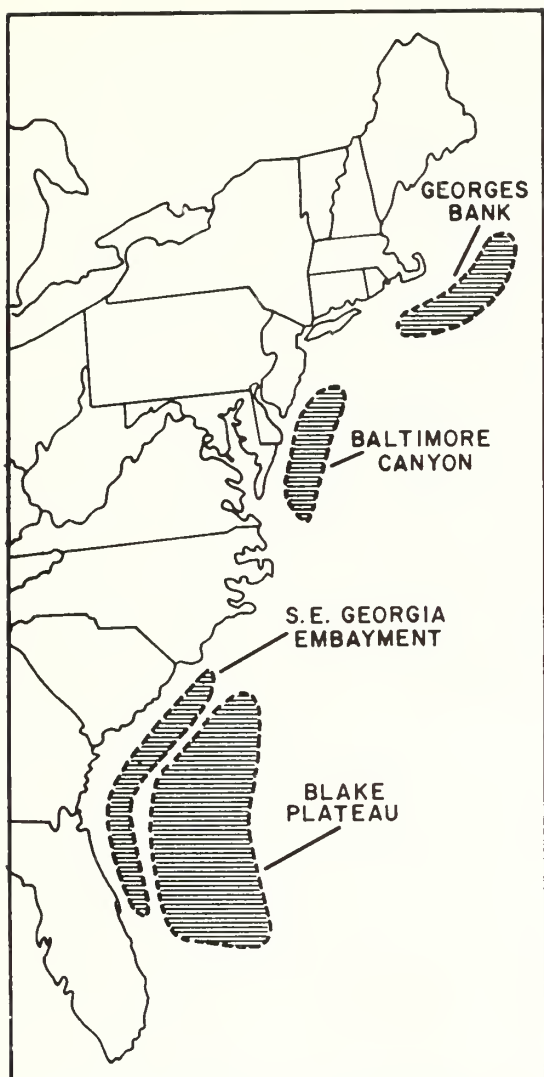 GEORGES
BANK
BALTIMORE
CANYON
S.E. GEORGIA
EMBAYMENT
BLAKE
PLATEAU